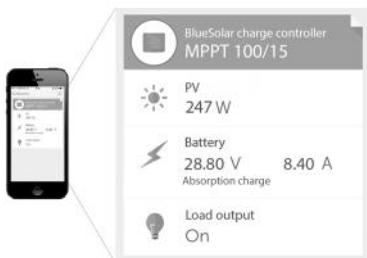 BlueSolar charge controller
MPPT 100/15
PV
247 W
Battery
28.80 V 8.40 A
Absorption charge
Load output
On